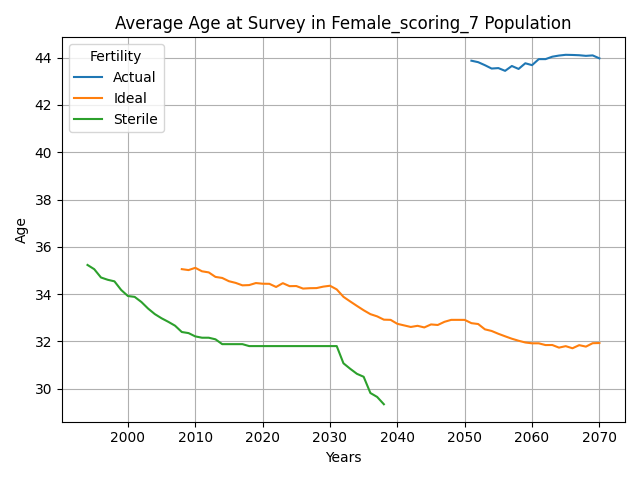 Average Age at Survey in Female_scoring_7 Population
Fertility
Actual
Ideal
Sterile
44
42
40
38
36
34
32
30
Age
2000
2010
2020
2030
2040
2050
2060
2070
Years